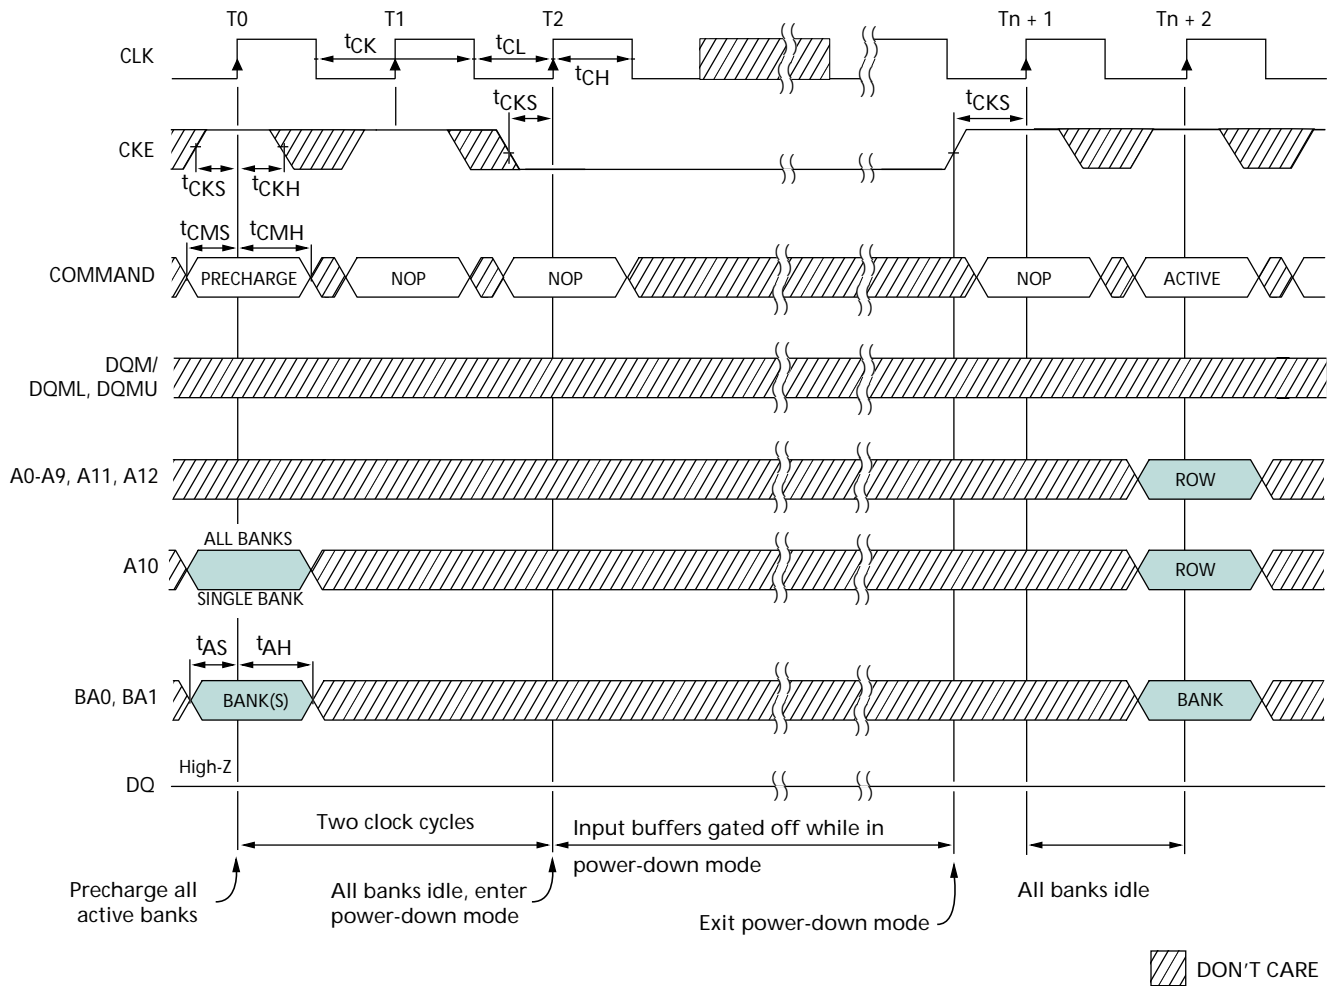 T0 T1 T2 Tn + 1 Tn + 2
CLK
tCK tCL tCH
tCKS tCKS
CKE
tCKS tCKH
tCMS tCMH
COMMAND PRECHARGE NOP NOP NOP ACTIVE
DQM/
DQML, DQMU
A0-A9, A11, A12 ROW
ALL BANKS
A10 ROW
SINGLE BANK
tAS tAH
BA0, BA1 BANK(S) BANK
High-Z
DQ
Two clock cycles
Input buffers gated off while in
power-down mode
Precharge all
active banks
All banks idle, enter
power-down mode
Exit power-down mode
All banks idle
DON'T CARE